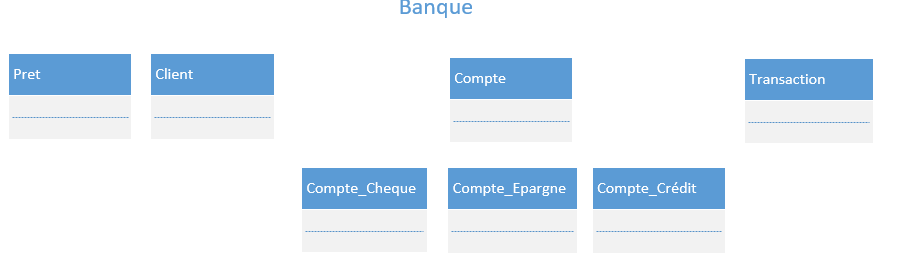 Banque
Pret
Client
Compte
Transaction
Compte_Cheque
Compte_Epargne
Compte_Crédit